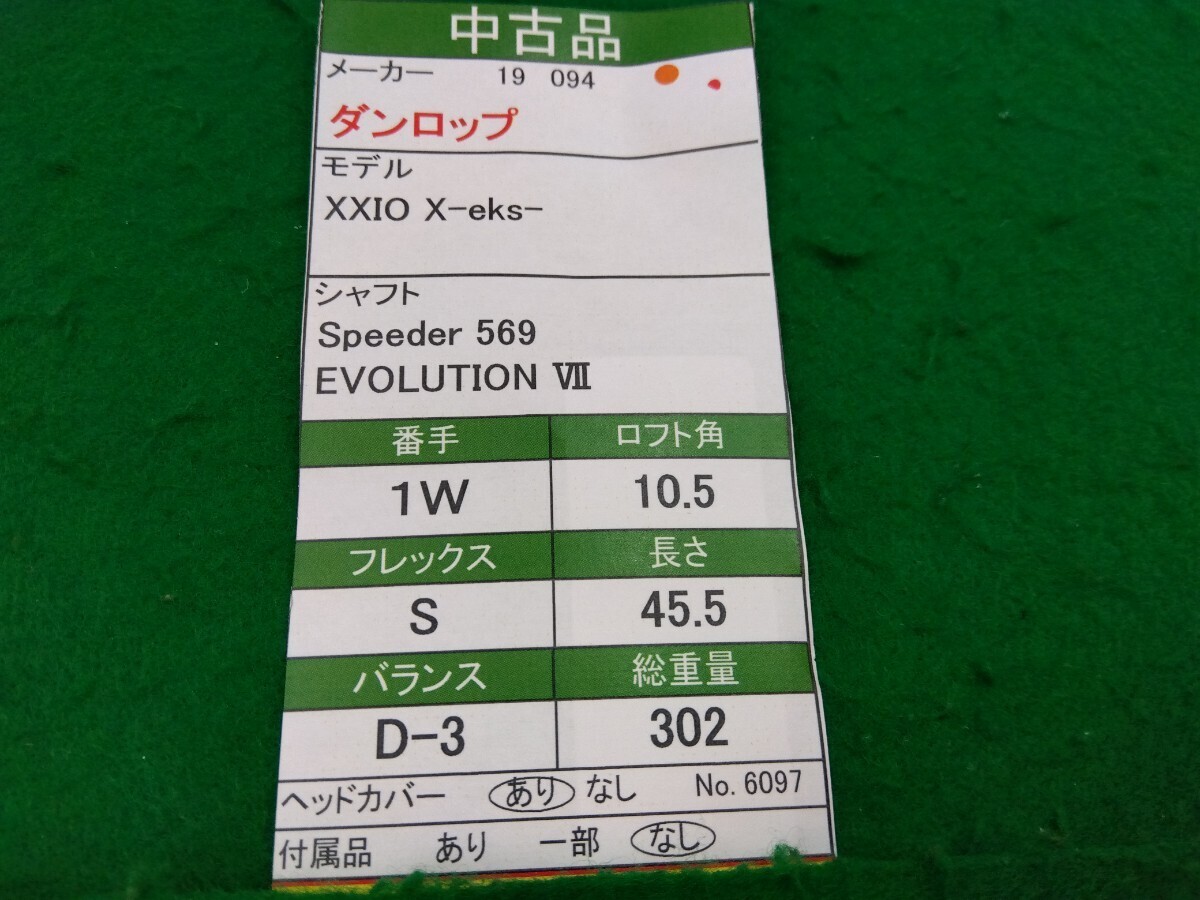 中古品
メーカー 19 094
ダンロップ
モデル
XXIO X-eks-
シャフト
Speeder 569
EVOLUTION Ⅶ
番手 ロフト角
1W 10.5
フレックス 長さ
S 45.5
バランス 総重量
D-3 302
ヘッドカバー あり なし No. 6097
付属品 あり 一部 なし